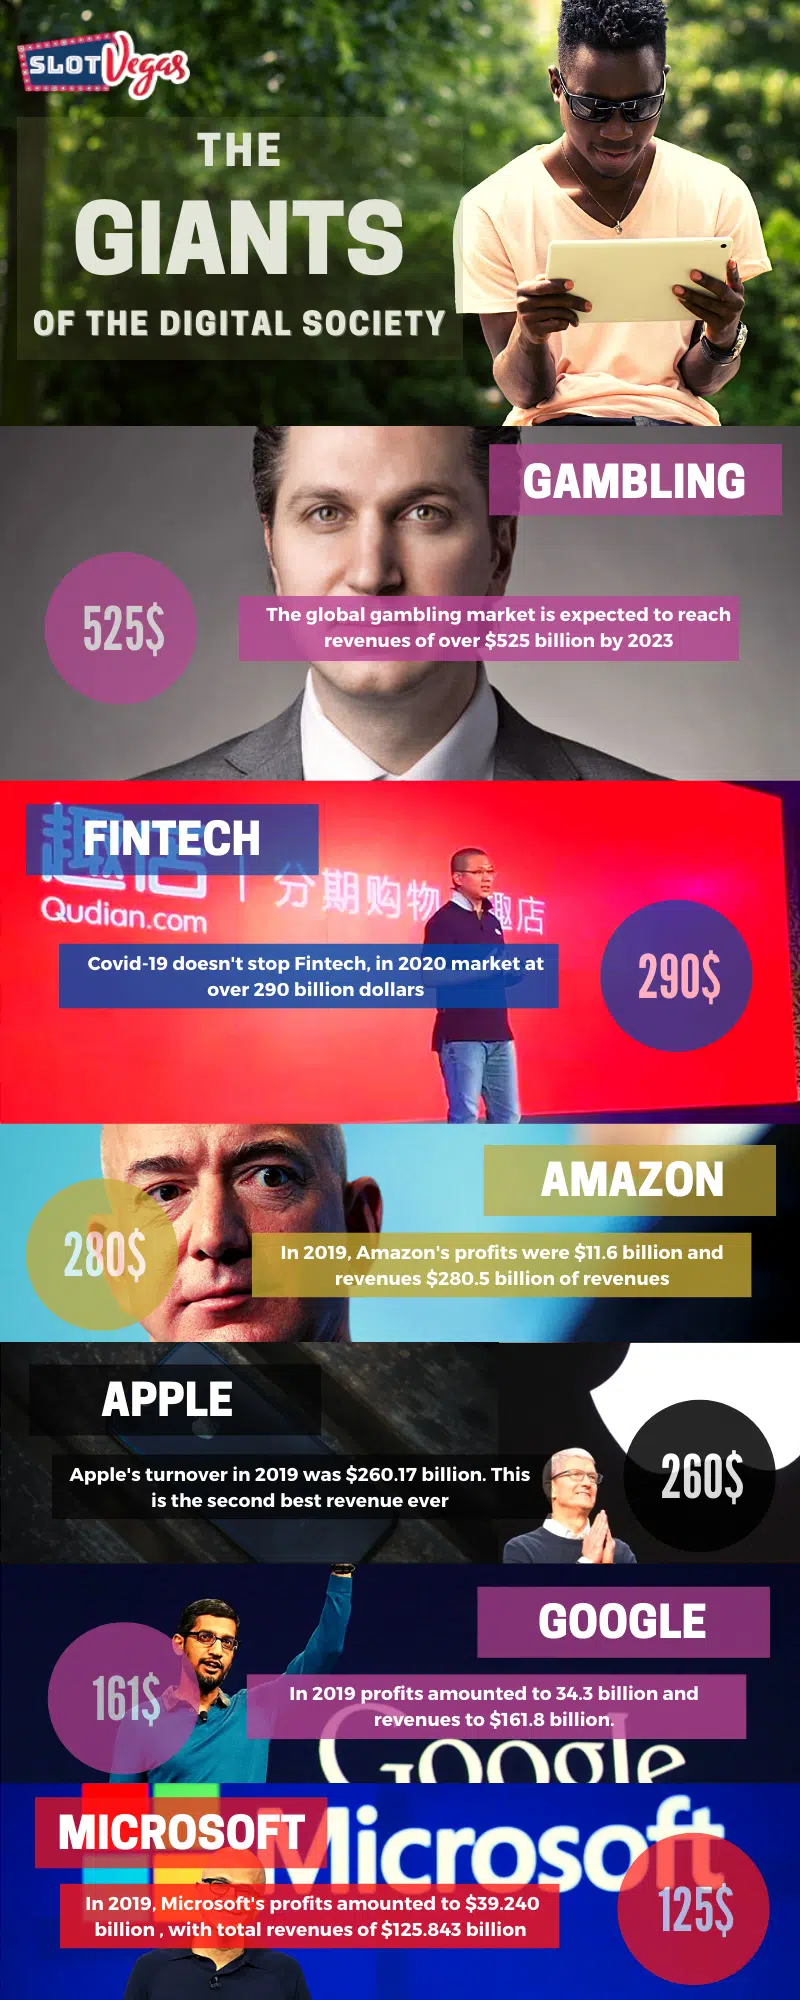 SLOT Vegas
THE
GIANTS
OF THE DIGITAL SOCIETY
GAMBLING
525$
The global gambling market is expected to reach
revenues of over $525 billion by 2023
FINTECH
Qudian.com
分期购物
趣店
Covid-19 doesn't stop Fintech, in 2020 market at
over 290 billion dollars
290$
AMAZON
280$
In 2019, Amazon's profits were $11.6 billion and
revenues $280.5 billion of revenues
APPLE
Apple's turnover in 2019 was $260.17 billion. This
is the second best revenue ever
260$
GOOGLE
161$
In 2019 profits amounted to 34.3 billion and
revenues to $161.8 billion.
Google
MICROSOFT
Microsoft
In 2019, Microsoft's profits amounted to $39.240
billion , with total revenues of $125.843 billion
125$